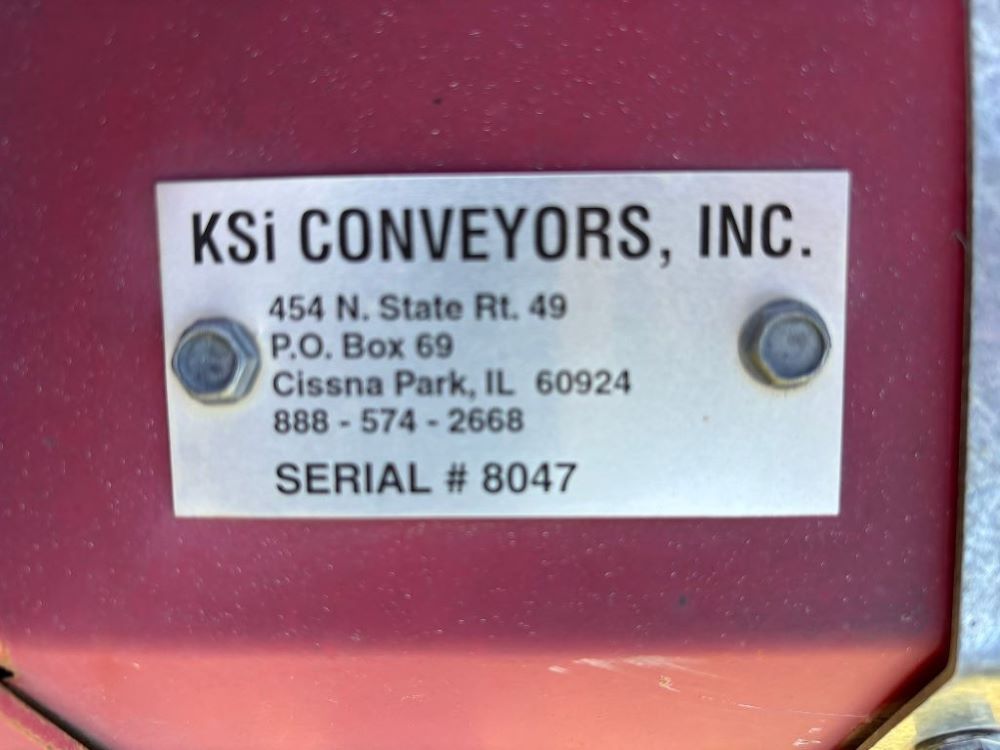 KSi CONVEYORS, INC.
454 N. State Rt. 49
P.O. Box 69
Cissna Park, IL 60924
888 - 574 - 2668
SERIAL # 8047